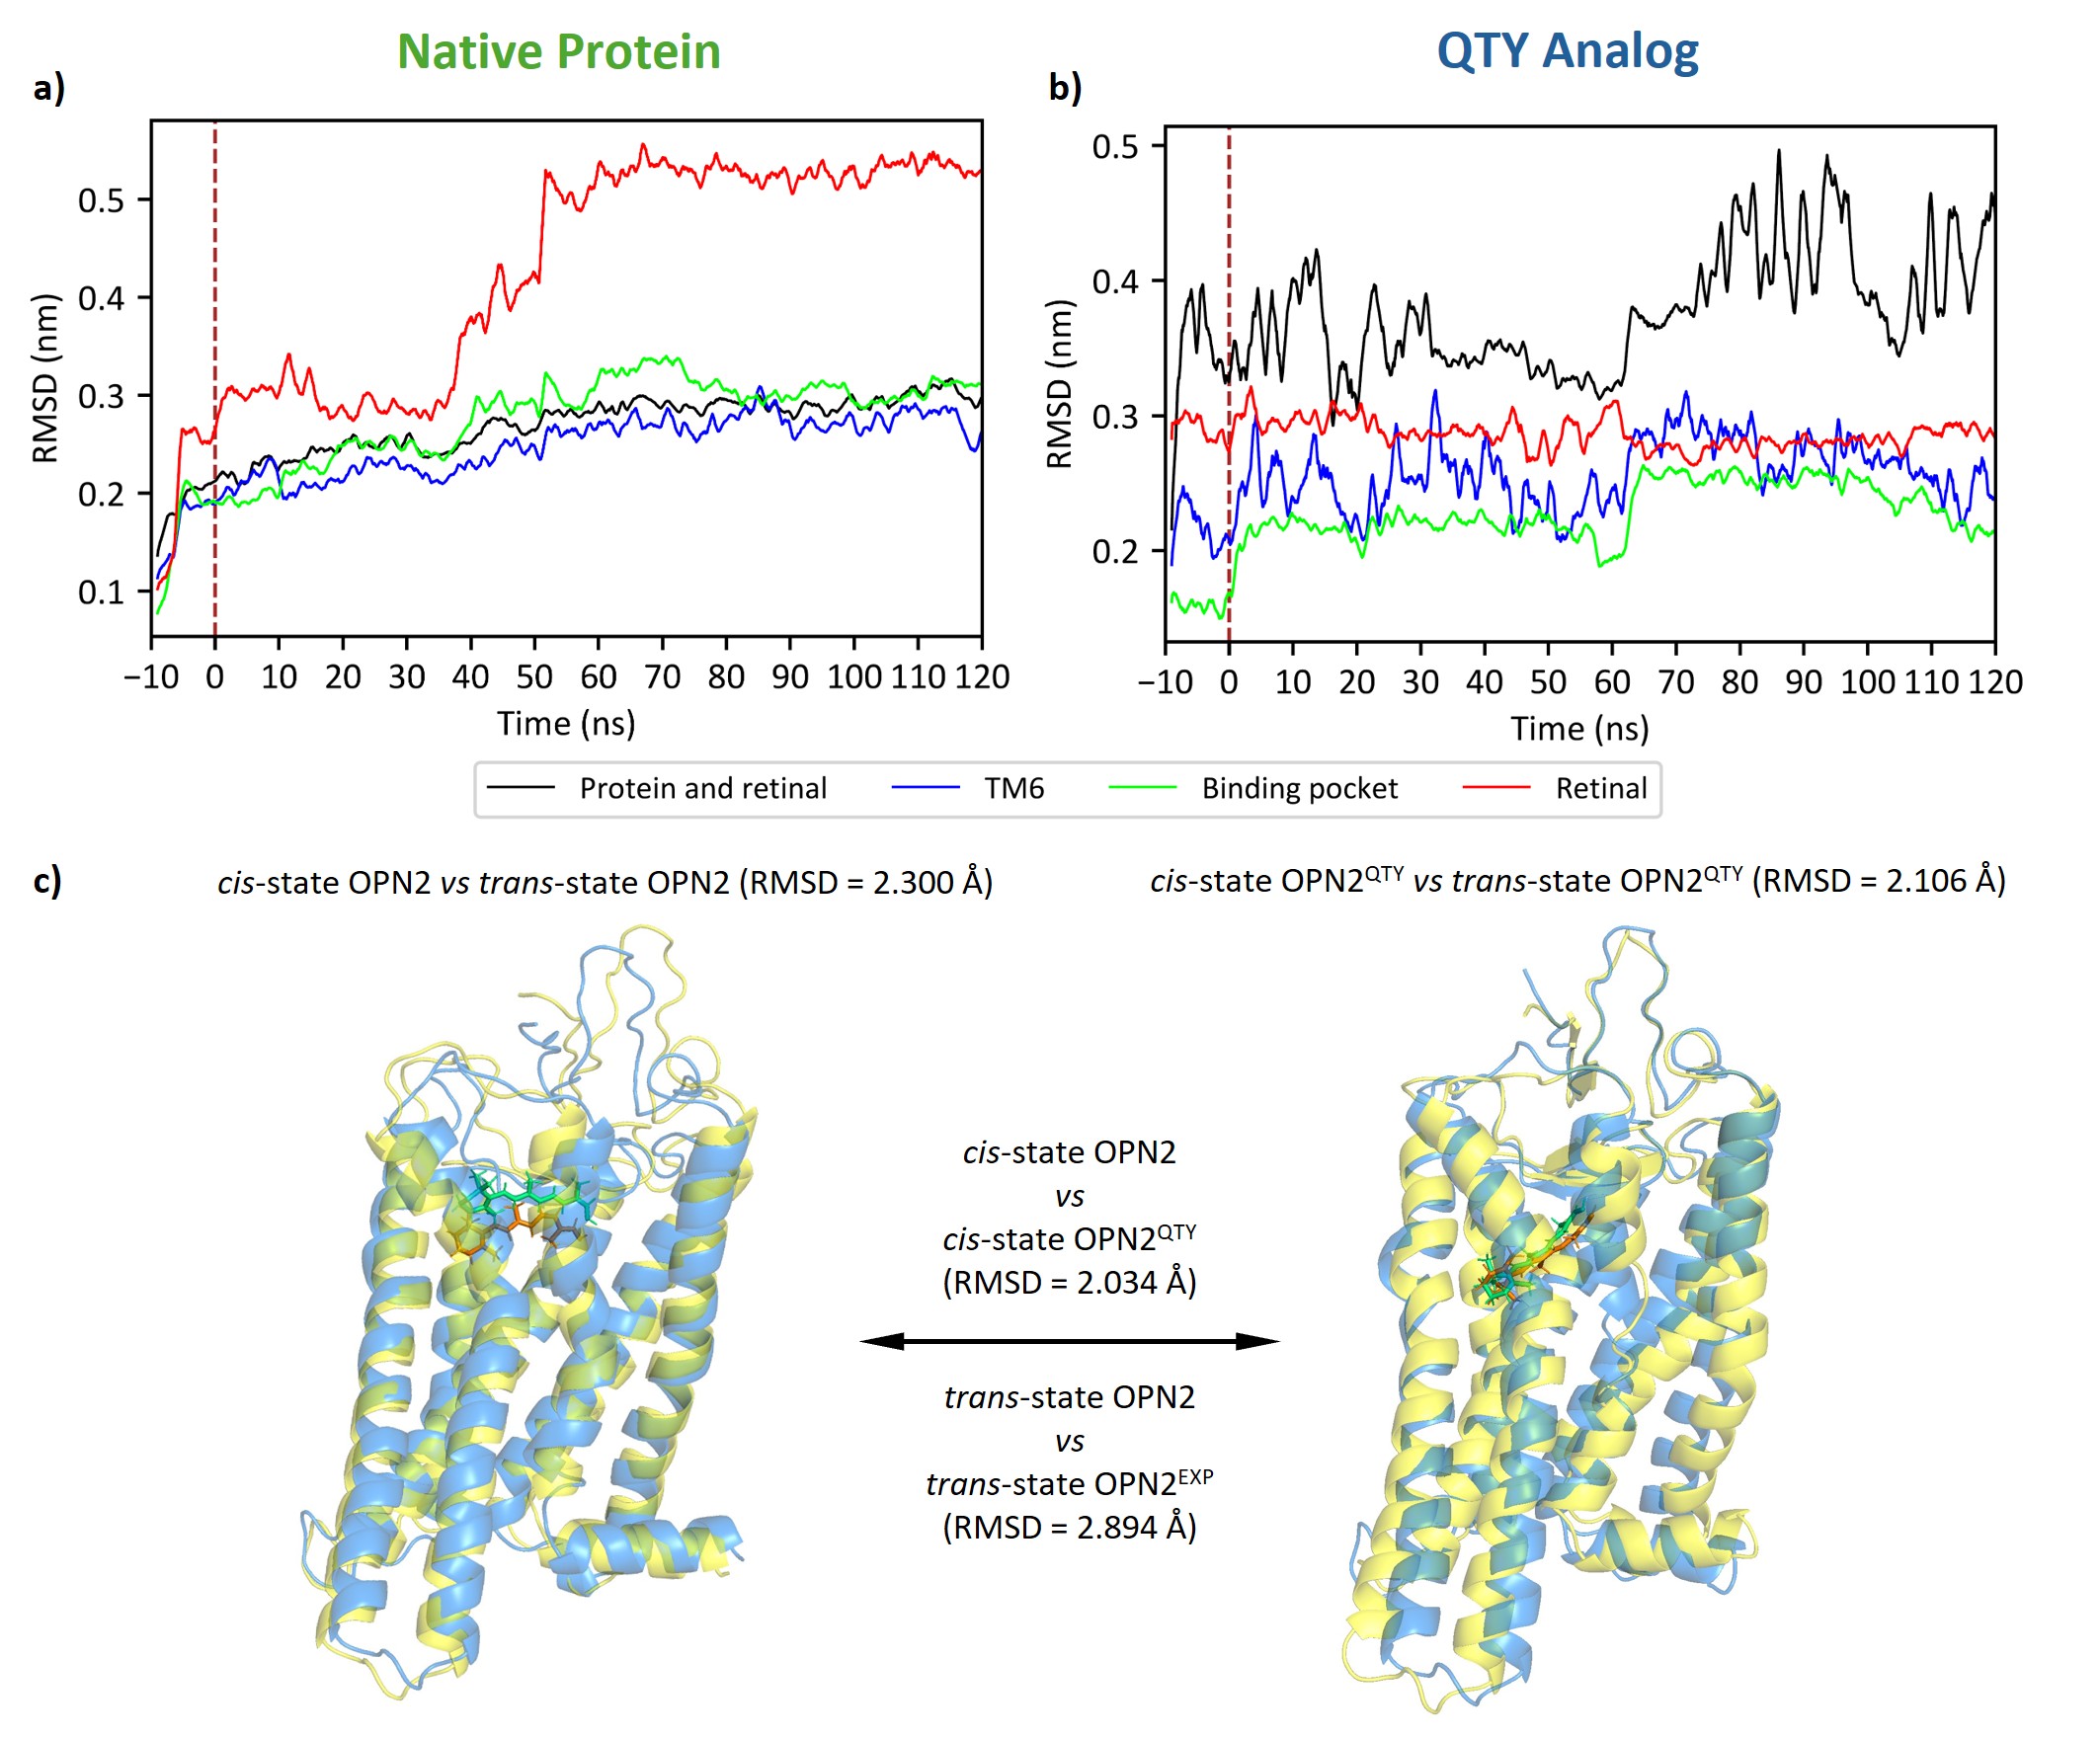 Native Protein
QTY Analog
a)
b)
RMSD (nm)
0.5
0.4
0.3
0.2
0.1
−10 0 10 20 30 40 50 60 70 80 90 100 110 120
Time (ns)
RMSD (nm)
0.5
0.4
0.3
0.2
−10 0 10 20 30 40 50 60 70 80 90 100 110 120
Time (ns)
Protein and retinal TM6 Binding pocket Retinal
c)
cis-state OPN2 vs trans-state OPN2 (RMSD = 2.300 Å)
cis-state OPN2QTY vs trans-state OPN2QTY (RMSD = 2.106 Å)
cis-state OPN2
vs
cis-state OPN2QTY
(RMSD = 2.034 Å)
trans-state OPN2
vs
trans-state OPN2EXP
(RMSD = 2.894 Å)